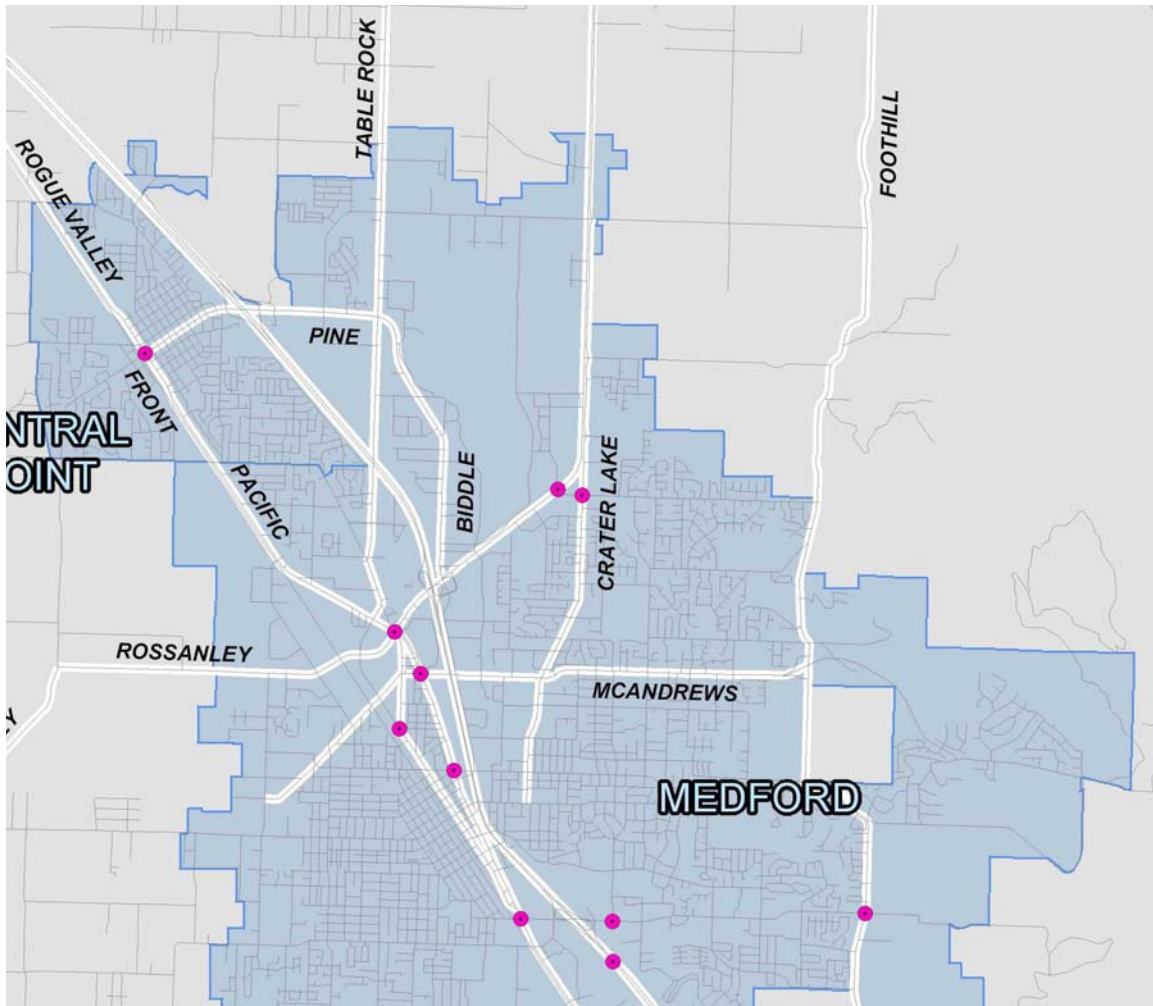 TABLE ROCK
FOOTHILL
ROGUE VALLEY
PINE
FRONT
NTRAL
OINT
PACIFIC
BIDDLE
CRATER LAKE
ROSSANLEY
MCANDREWS
Y
MEDFORD